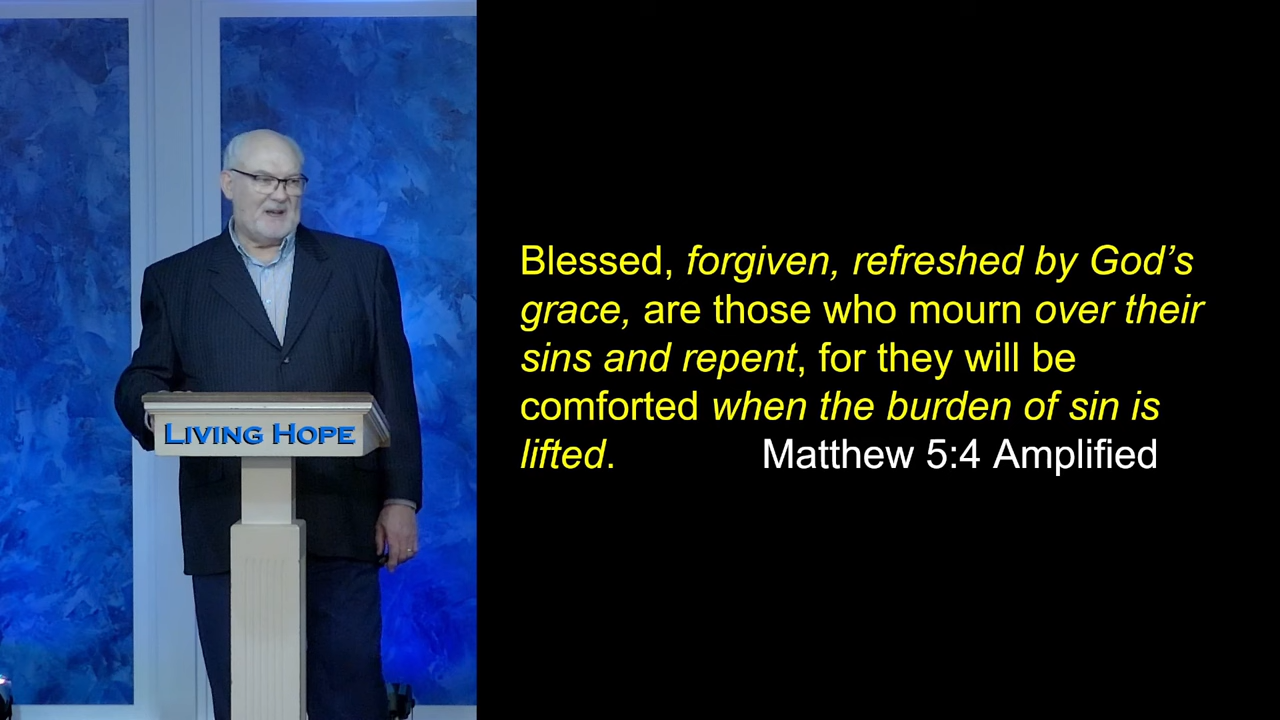 LIVING HOPE
Blessed, forgiven, refreshed by God’s
grace, are those who mourn over their
sins and repent, for they will be
comforted when the burden of sin is
lifted. Matthew 5:4 Amplified